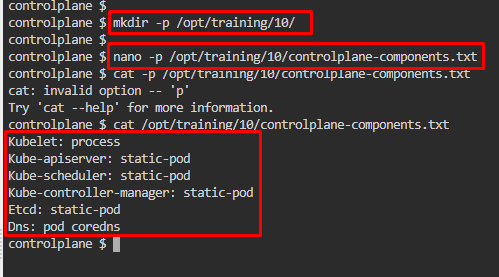 controlplane $
controlplane $ mkdir -p /opt/training/10/
controlplane $
controlplane $ nano -p /opt/training/10/controlplane-components.txt
controlplane $ cat -p /opt/training/10/controlplane-components.txt
cat: invalid option -- 'p'
Try 'cat --help' for more information.
controlplane $ cat /opt/training/10/controlplane-components.txt
Kubelet: process
Kube-apiserver: static-pod
Kube-scheduler: static-pod
Kube-controller-manager: static-pod
Etcd: static-pod
Dns: pod coredns
controlplane $